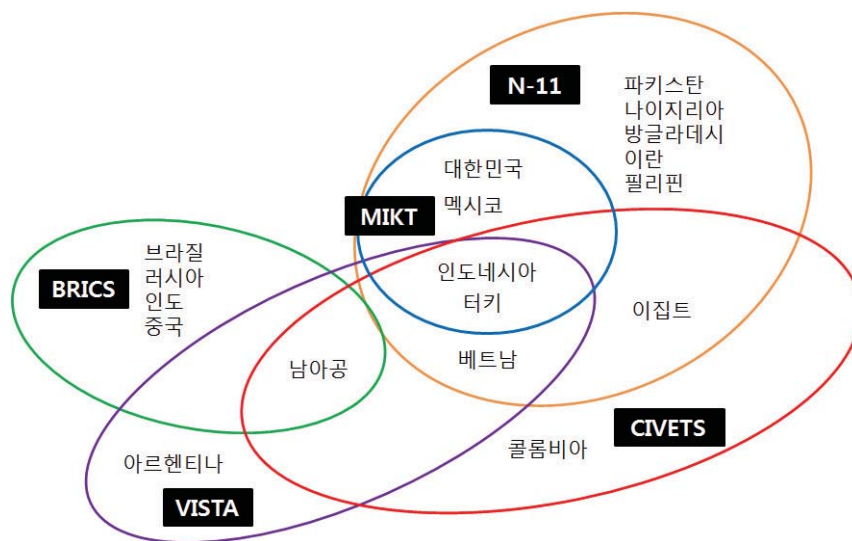 N-11
파키스탄
나이지리아
방글라데시
이란
필리핀
대한민국
멕시코
MIKT
브라질
러시아
인도
중국
BRICS
인도네시아
터키
이집트
베트남
남아공
CIVETS
콜롬비아
아르헨티나
VISTA